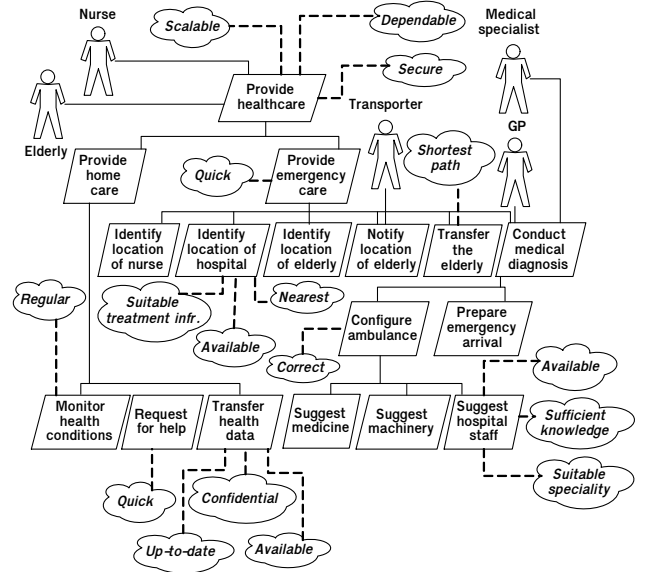 Nurse
Scalable
Dependable
Medical
specialist
Secure
Provide
healthcare
Transporter
Elderly
GP
Provide
home
care
Quick
Provide
emergency
care
Shortest
path
Identify
location
of nurse
Identify
location of
hospital
Identify
location
of elderly
Notify
location
of elderly
Transfer
the
elderly
Conduct
medical
diagnosis
Regular
Suitable
treatment infr.
Nearest
Available
Configure
ambulance
Prepare
emergency
arrival
Correct
Available
Monitor
health
conditions
Request
for help
Transfer
health
data
Suggest
medicine
Suggest
machinery
Suggest
hospital
staff
Sufficient
knowledge
Quick
Confidential
Suitable
speciality
Up-to-date
Available